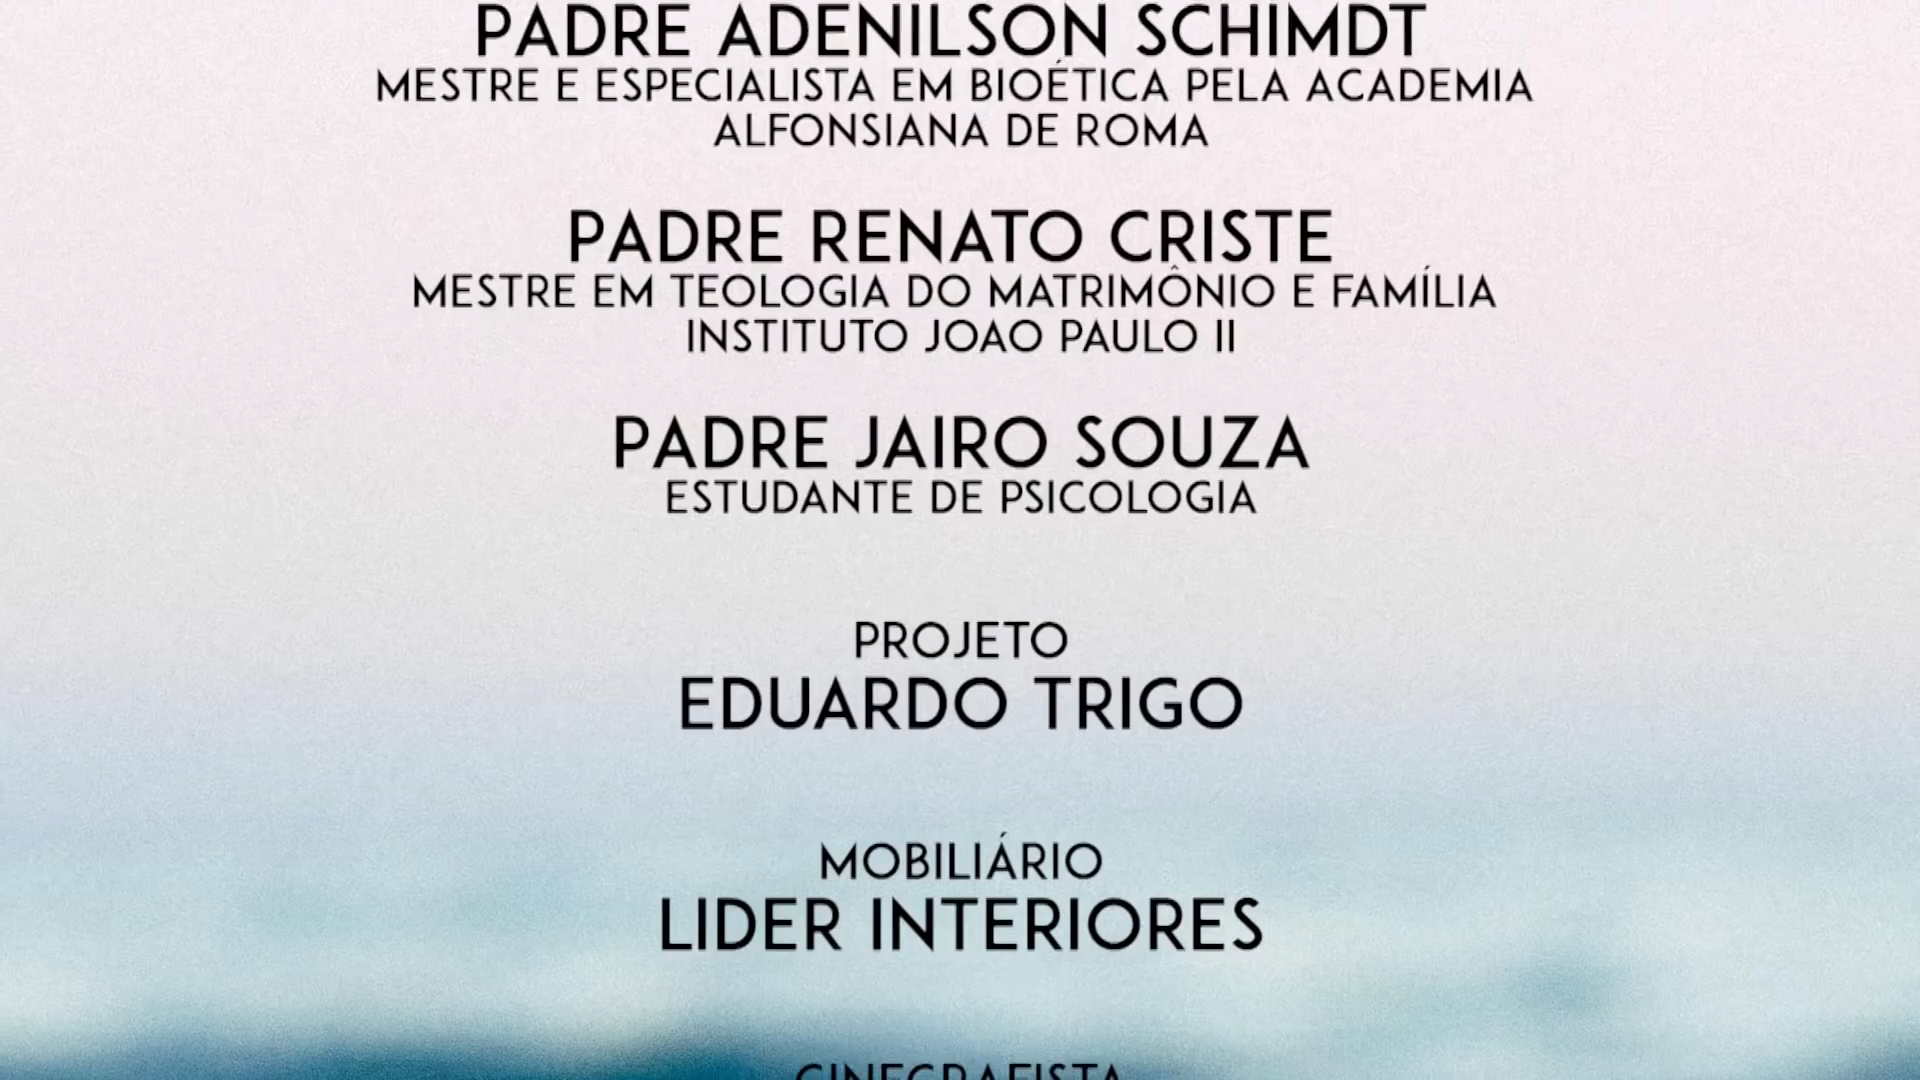 PADRE ADENILSON SCHIMDT
MESTRE E ESPECIALISTA EM BIOÉTICA PELA ACADEMIA
ALFONSIANA DE ROMA
PADRE RENATO CRISTE
MESTRE EM TEOLOGIA DO MATRIMÔNIO E FAMÍLIA
INSTITUTO JOAO PAULO II
PADRE JAIRO SOUZA
ESTUDANTE DE PSICOLOGIA
PROJETO
EDUARDO TRIGO
MOBILIÁRIO
LIDER INTERIORES
CINEGRAFISTA